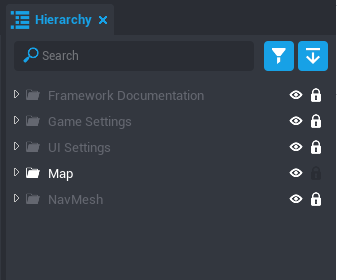 Hierarchy
Search
Framework Documentation
Game Settings
UI Settings
Map
NavMesh